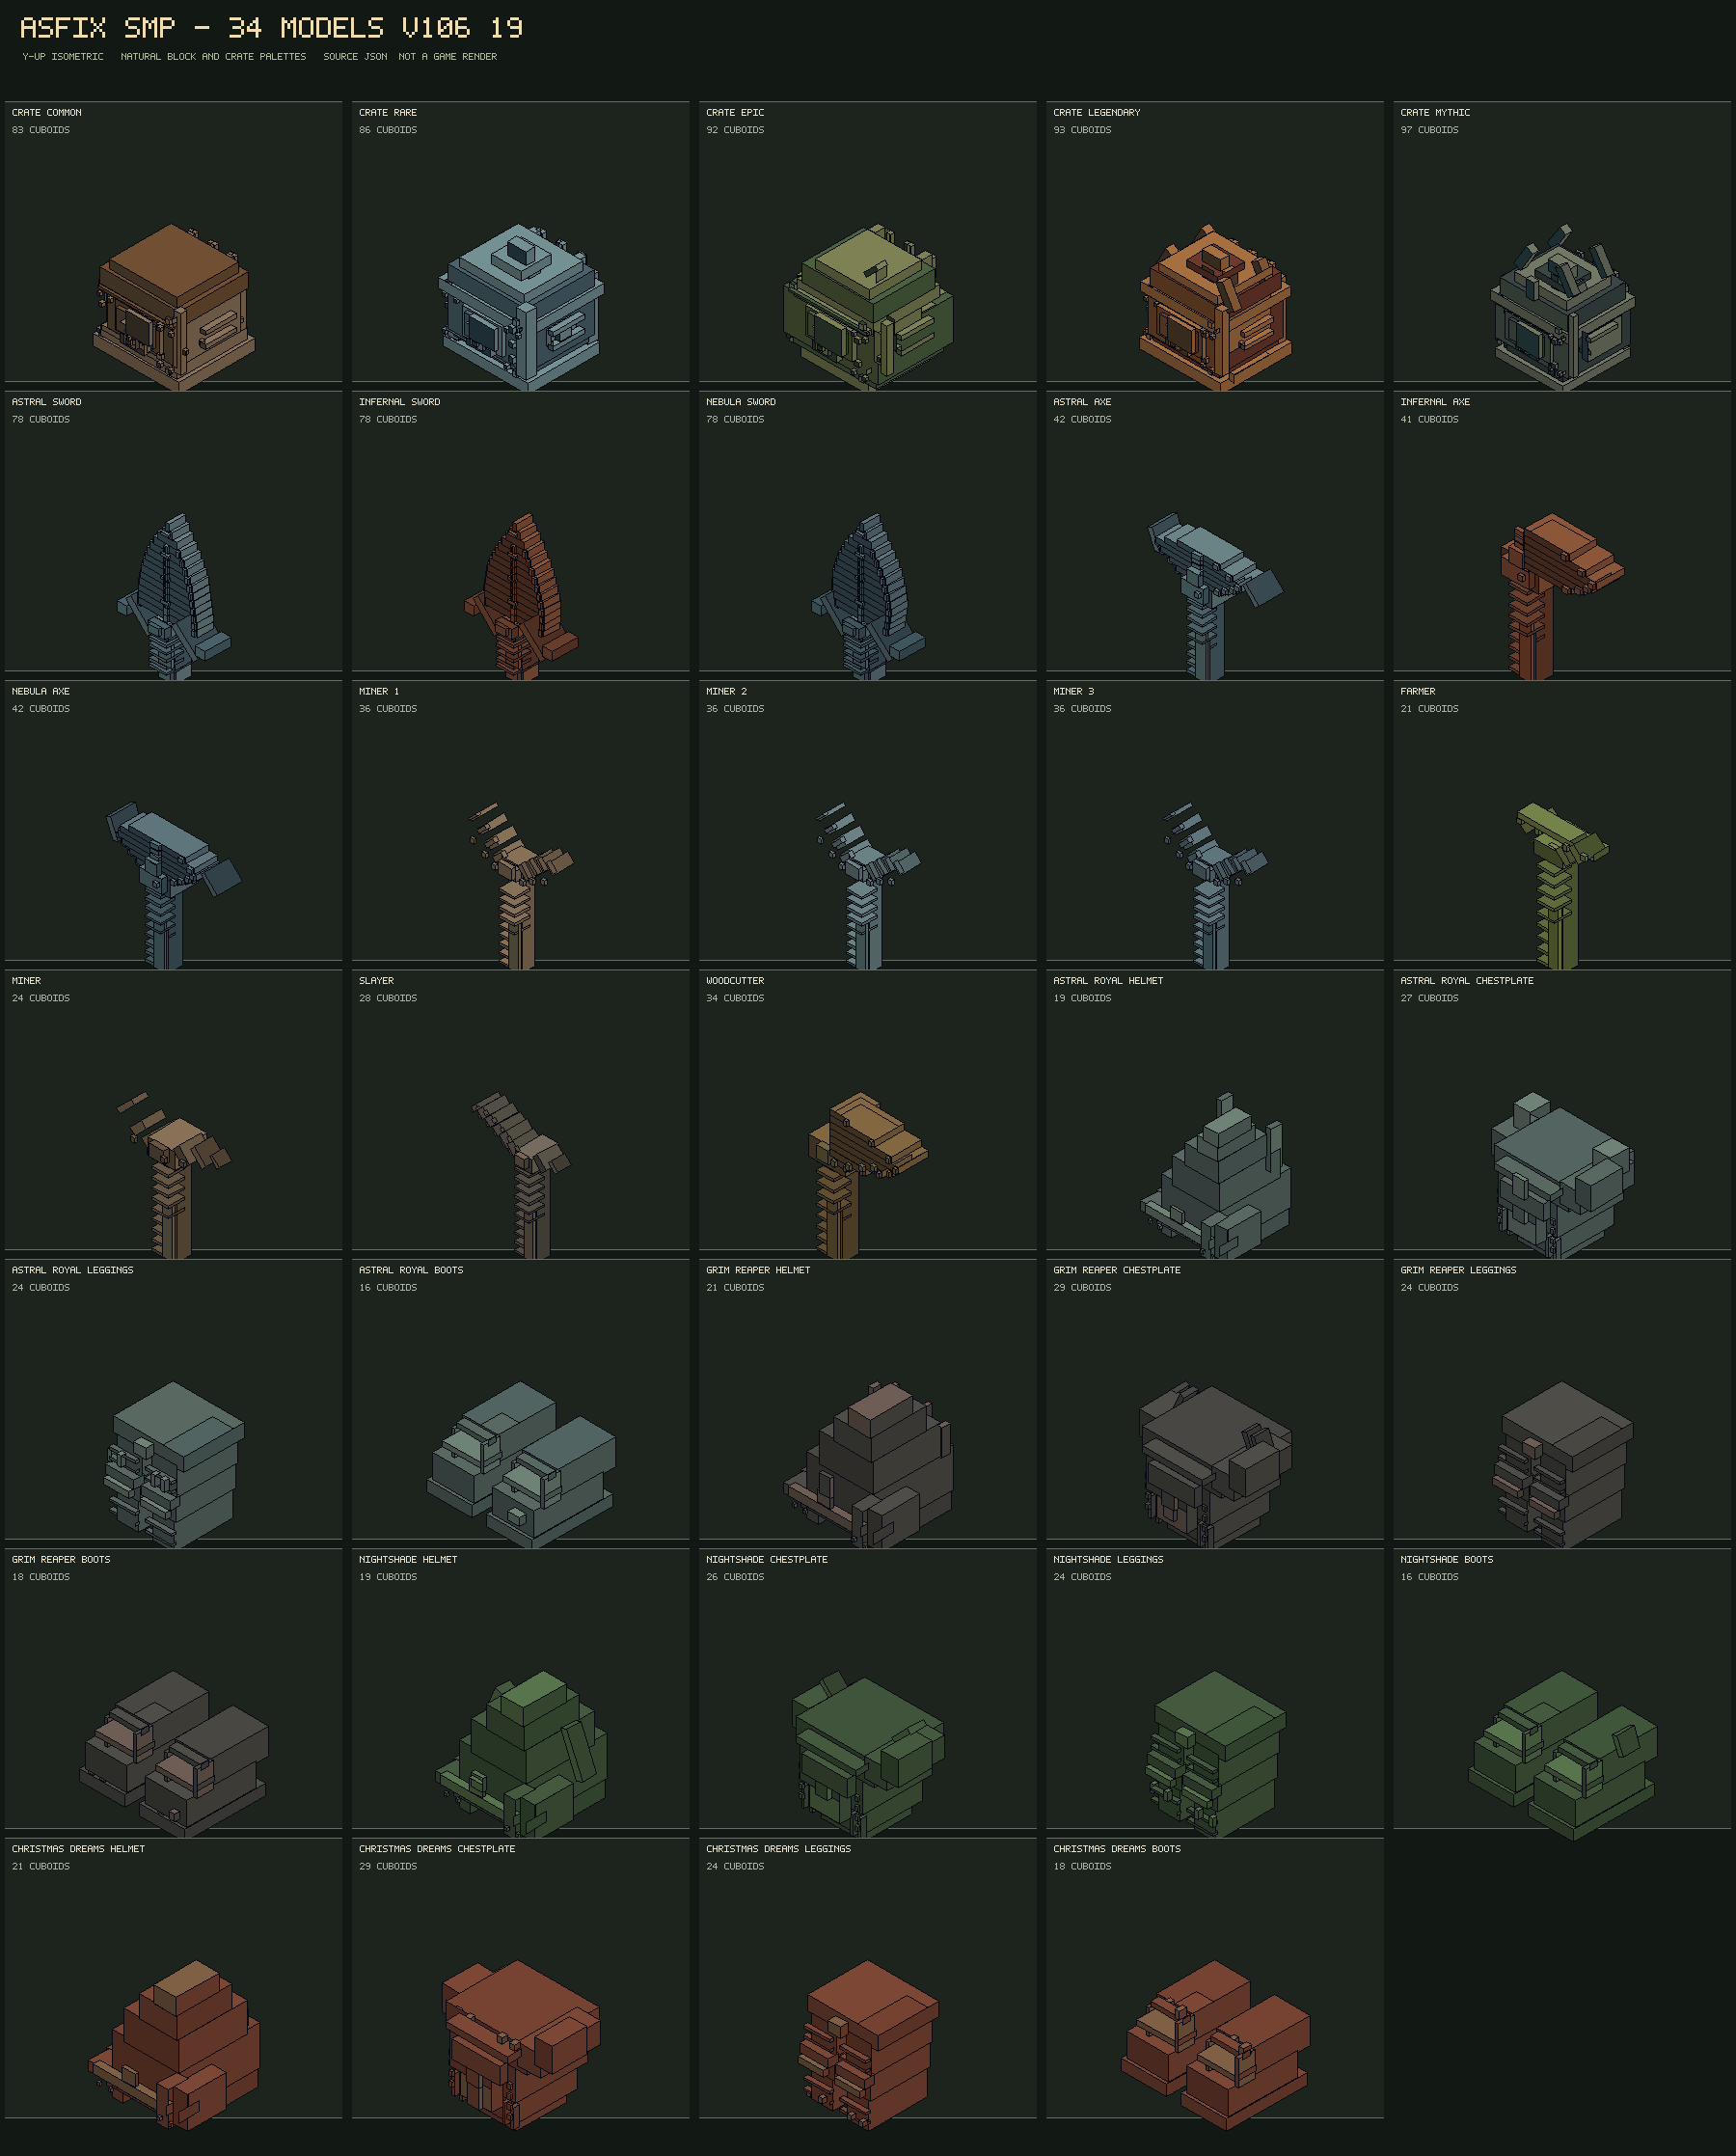 ASFIX SMP - 34 MODELS V106 19
Y-UP ISOMETRIC   NATURAL BLOCK AND CRATE PALETTES   SOURCE JSON  NOT A GAME RENDER
CRATE COMMON
83 CUBOIDS
CRATE RARE
86 CUBOIDS
CRATE EPIC
92 CUBOIDS
CRATE LEGENDARY
93 CUBOIDS
CRATE MYTHIC
97 CUBOIDS
ASTRAL SWORD
78 CUBOIDS
INFERNAL SWORD
78 CUBOIDS
NEBULA SWORD
78 CUBOIDS
ASTRAL AXE
42 CUBOIDS
INFERNAL AXE
41 CUBOIDS
NEBULA AXE
42 CUBOIDS
MINER 1
36 CUBOIDS
MINER 2
36 CUBOIDS
MINER 3
36 CUBOIDS
FARMER
21 CUBOIDS
MINER
24 CUBOIDS
SLAYER
28 CUBOIDS
WOODCUTTER
34 CUBOIDS
ASTRAL ROYAL HELMET
19 CUBOIDS
ASTRAL ROYAL CHESTPLATE
27 CUBOIDS
ASTRAL ROYAL LEGGINGS
24 CUBOIDS
ASTRAL ROYAL BOOTS
16 CUBOIDS
GRIM REAPER HELMET
21 CUBOIDS
GRIM REAPER CHESTPLATE
29 CUBOIDS
GRIM REAPER LEGGINGS
24 CUBOIDS
GRIM REAPER BOOTS
18 CUBOIDS
NIGHTSHADE HELMET
19 CUBOIDS
NIGHTSHADE CHESTPLATE
26 CUBOIDS
NIGHTSHADE LEGGINGS
24 CUBOIDS
NIGHTSHADE BOOTS
16 CUBOIDS
CHRISTMAS DREAMS HELMET
21 CUBOIDS
CHRISTMAS DREAMS CHESTPLATE
29 CUBOIDS
CHRISTMAS DREAMS LEGGINGS
24 CUBOIDS
CHRISTMAS DREAMS BOOTS
18 CUBOIDS